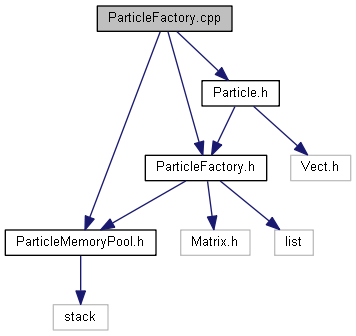 ParticleFactory.cpp
Particle.h
ParticleFactory.h
Vect.h
ParticleMemoryPool.h
Matrix.h
list
stack